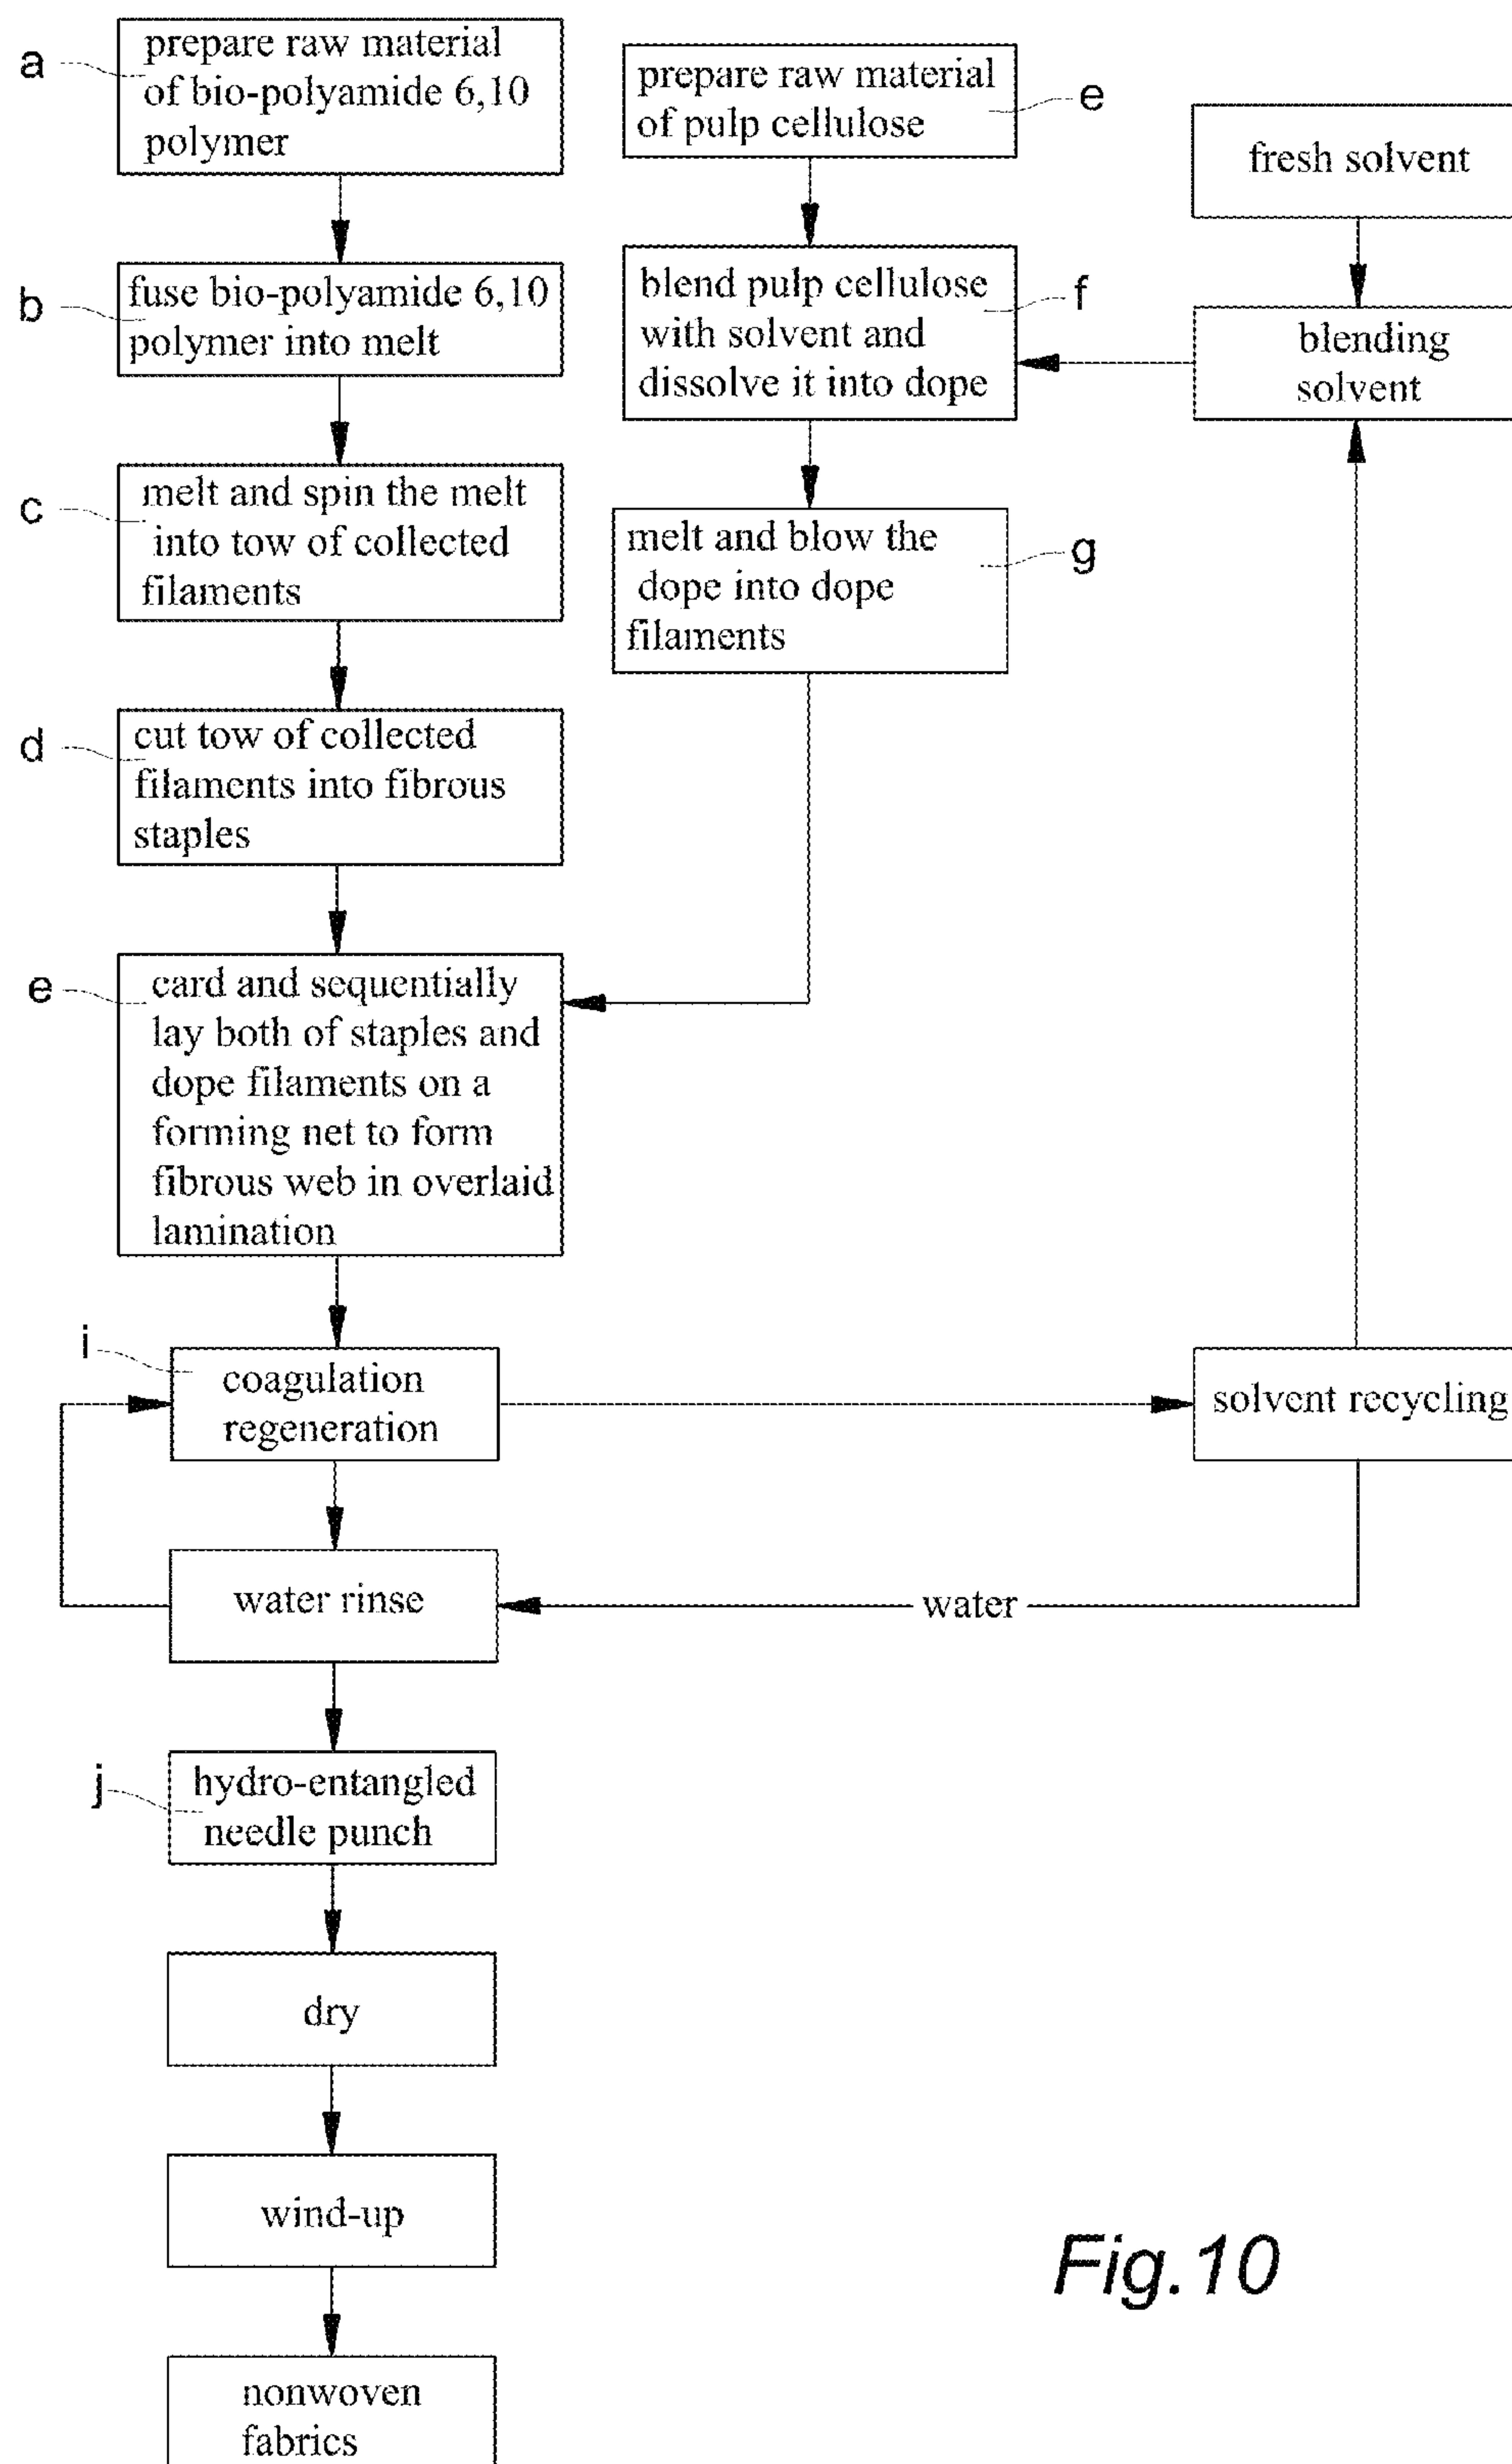 a
prepare raw material
of bio-polyamide 6,10
polymer
prepare raw material
of pulp cellulose
e
fresh solvent
b
fuse bio-polyamide 6,10
polymer into melt
blend pulp cellulose
with solvent and
dissolve it into dope
f
blending
solvent
c
melt and spin the melt
into tow of collected
filaments
melt and blow the
dope into dope
filaments
g
d
cut tow of collected
filaments into fibrous
staples
e
card and sequentially
lay both of staples and
dope filaments on a
forming net to form
fibrous web in overlaid
lamination
i
coagulation
regeneration
solvent recycling
water rinse
water
j
hydro-entangled
needle punch
dry
wind-up
Fig.10
nonwoven
fabrics